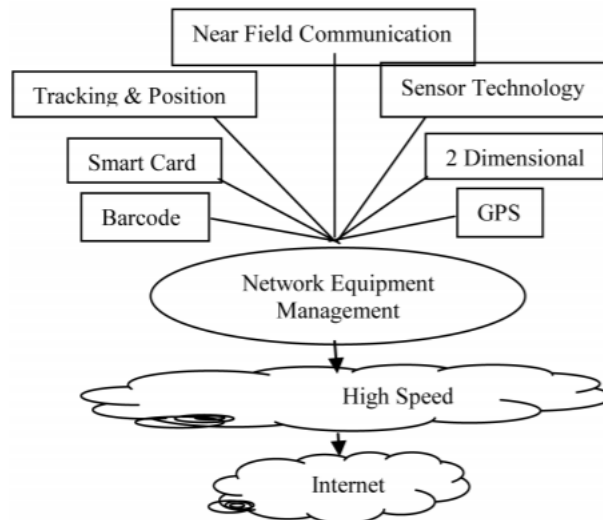 Near Field Communication
Tracking & Position
Sensor Technology
Smart Card
2 Dimensional
Barcode
GPS
Network Equipment
Management
High Speed
Internet